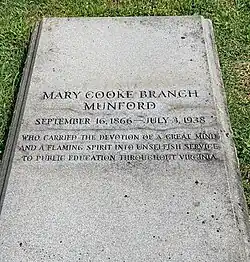 MARY COOKE BRANCH
MUNFORD
SEPTEMBER 16, 1866 — JULY 3, 1938
WHO CARRIED THE DEVOTION OF A GREAT MIND
AND A FLAMING SPIRIT INTO UNSELFISH SERVICE
TO PUBLIC EDUCATION THROUGHOUT VIRGINIA